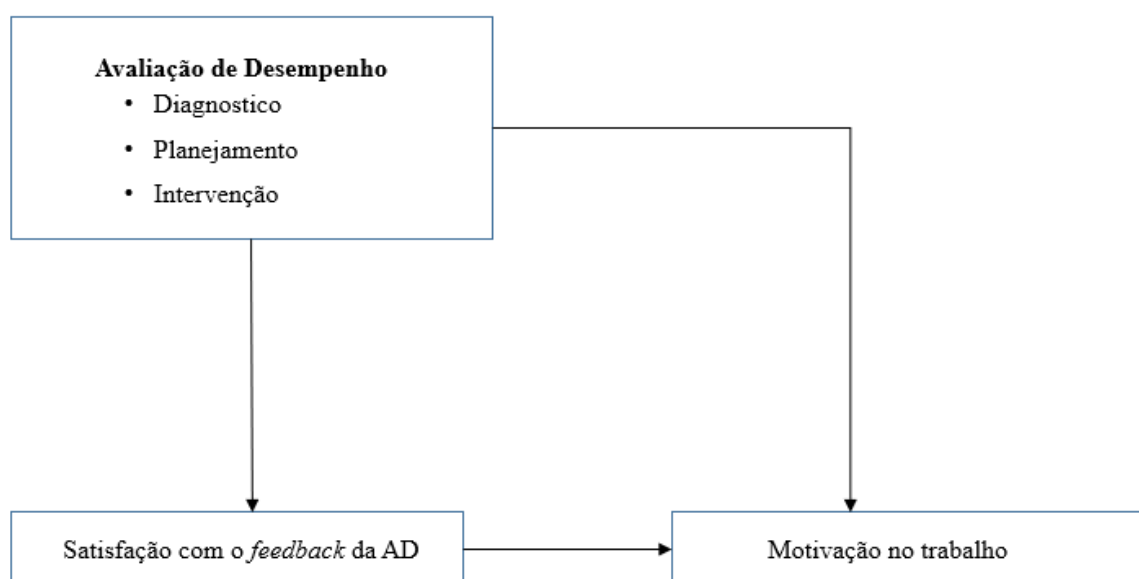 Avaliação de Desempenho
• Diagnostico
• Planejamento
• Intervenção
Satisfação com o feedback da AD
Motivação no trabalho